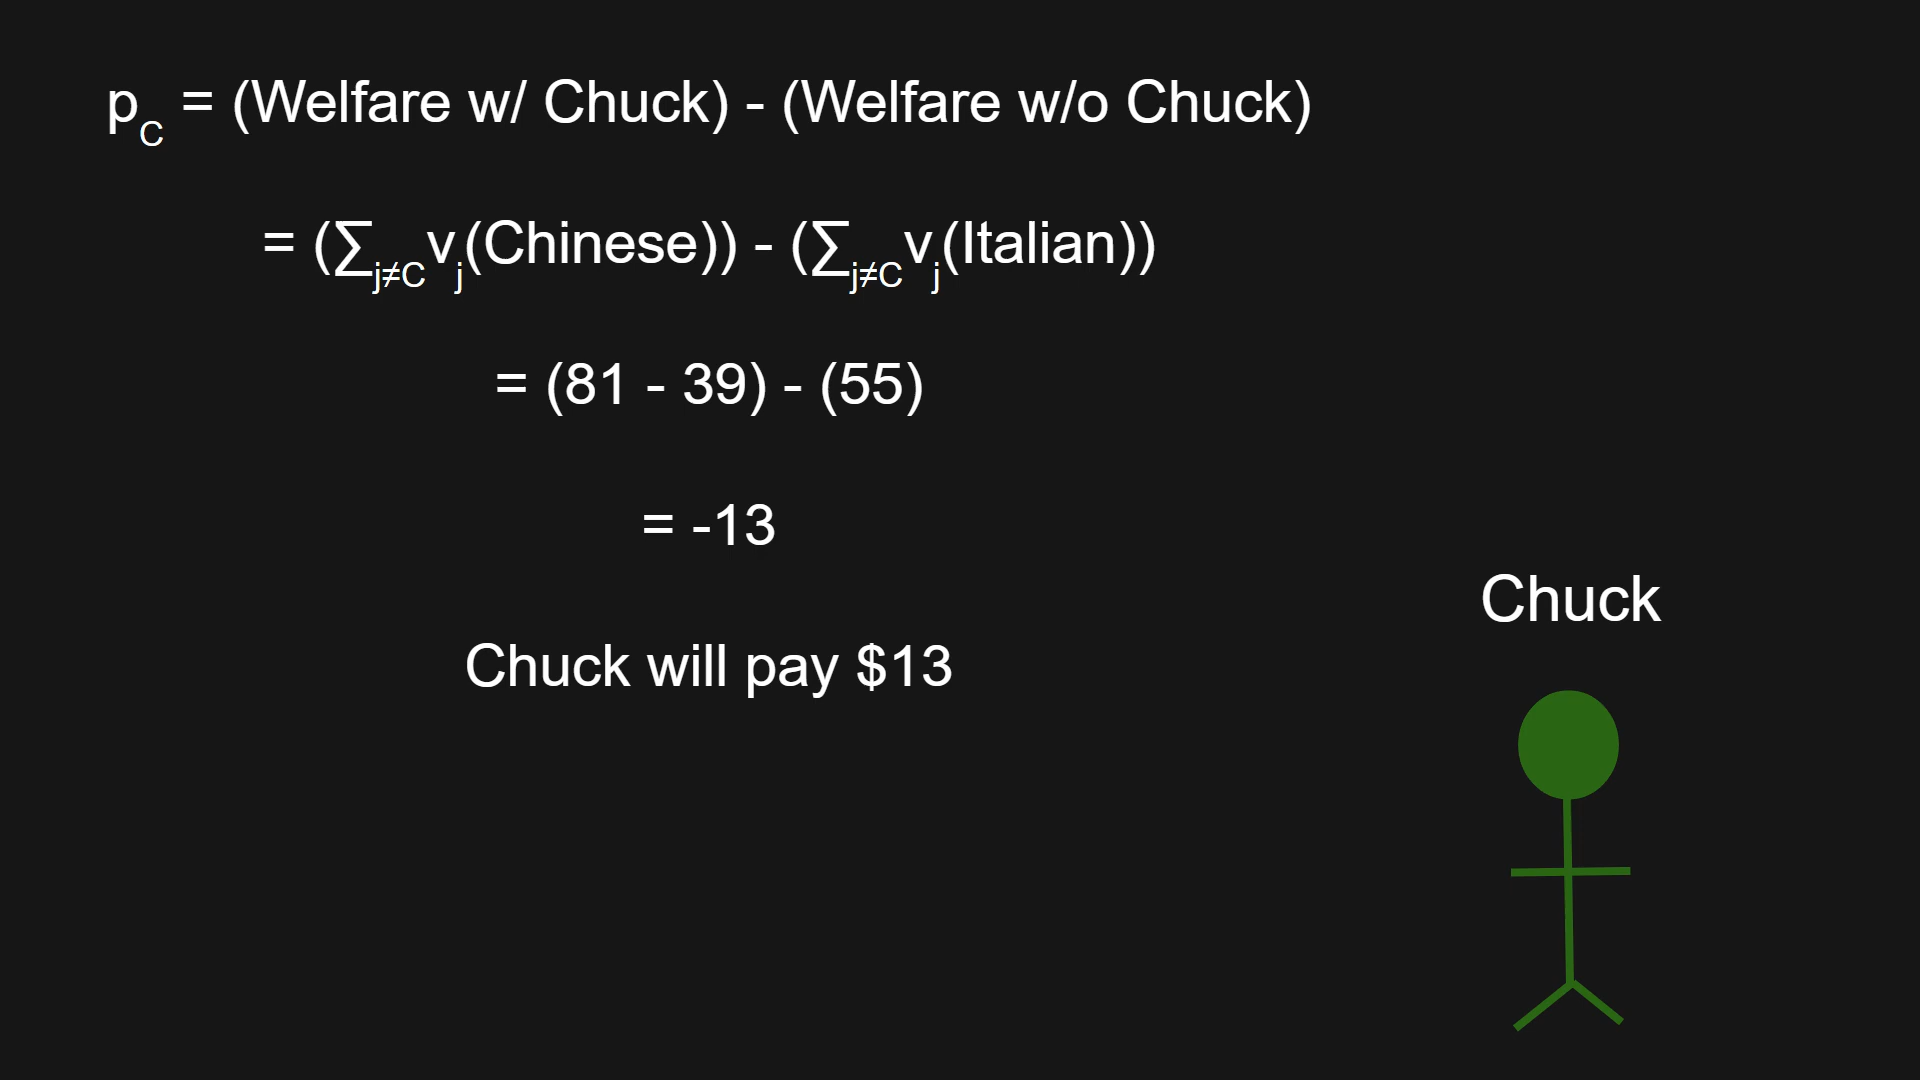 p_C = (Welfare w/ Chuck) - (Welfare w/o Chuck)
= (∑_j≠C v_j(Chinese)) - (∑_j≠C v_j(Italian))
= (81 - 39) - (55)
= -13
Chuck
Chuck will pay $13